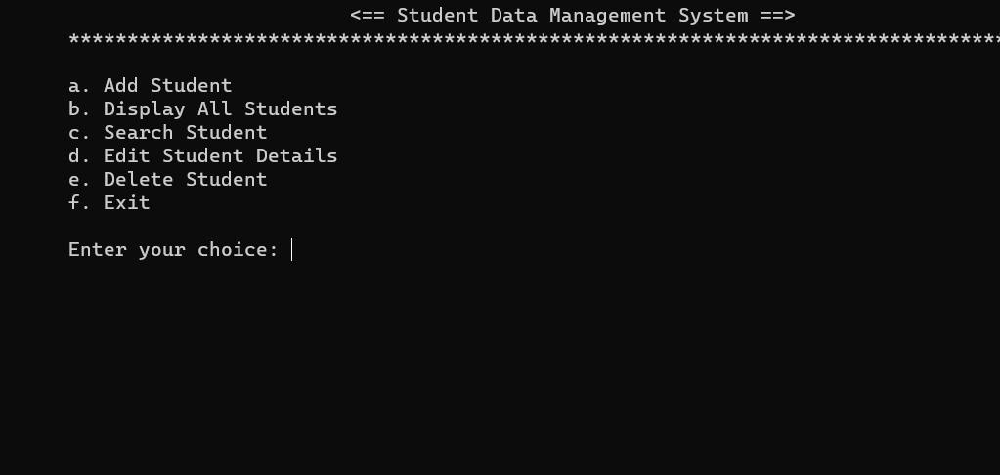 <== Student Data Management System ==>
********************************************************************************
a. Add Student
b. Display All Students
c. Search Student
d. Edit Student Details
e. Delete Student
f. Exit
Enter your choice: